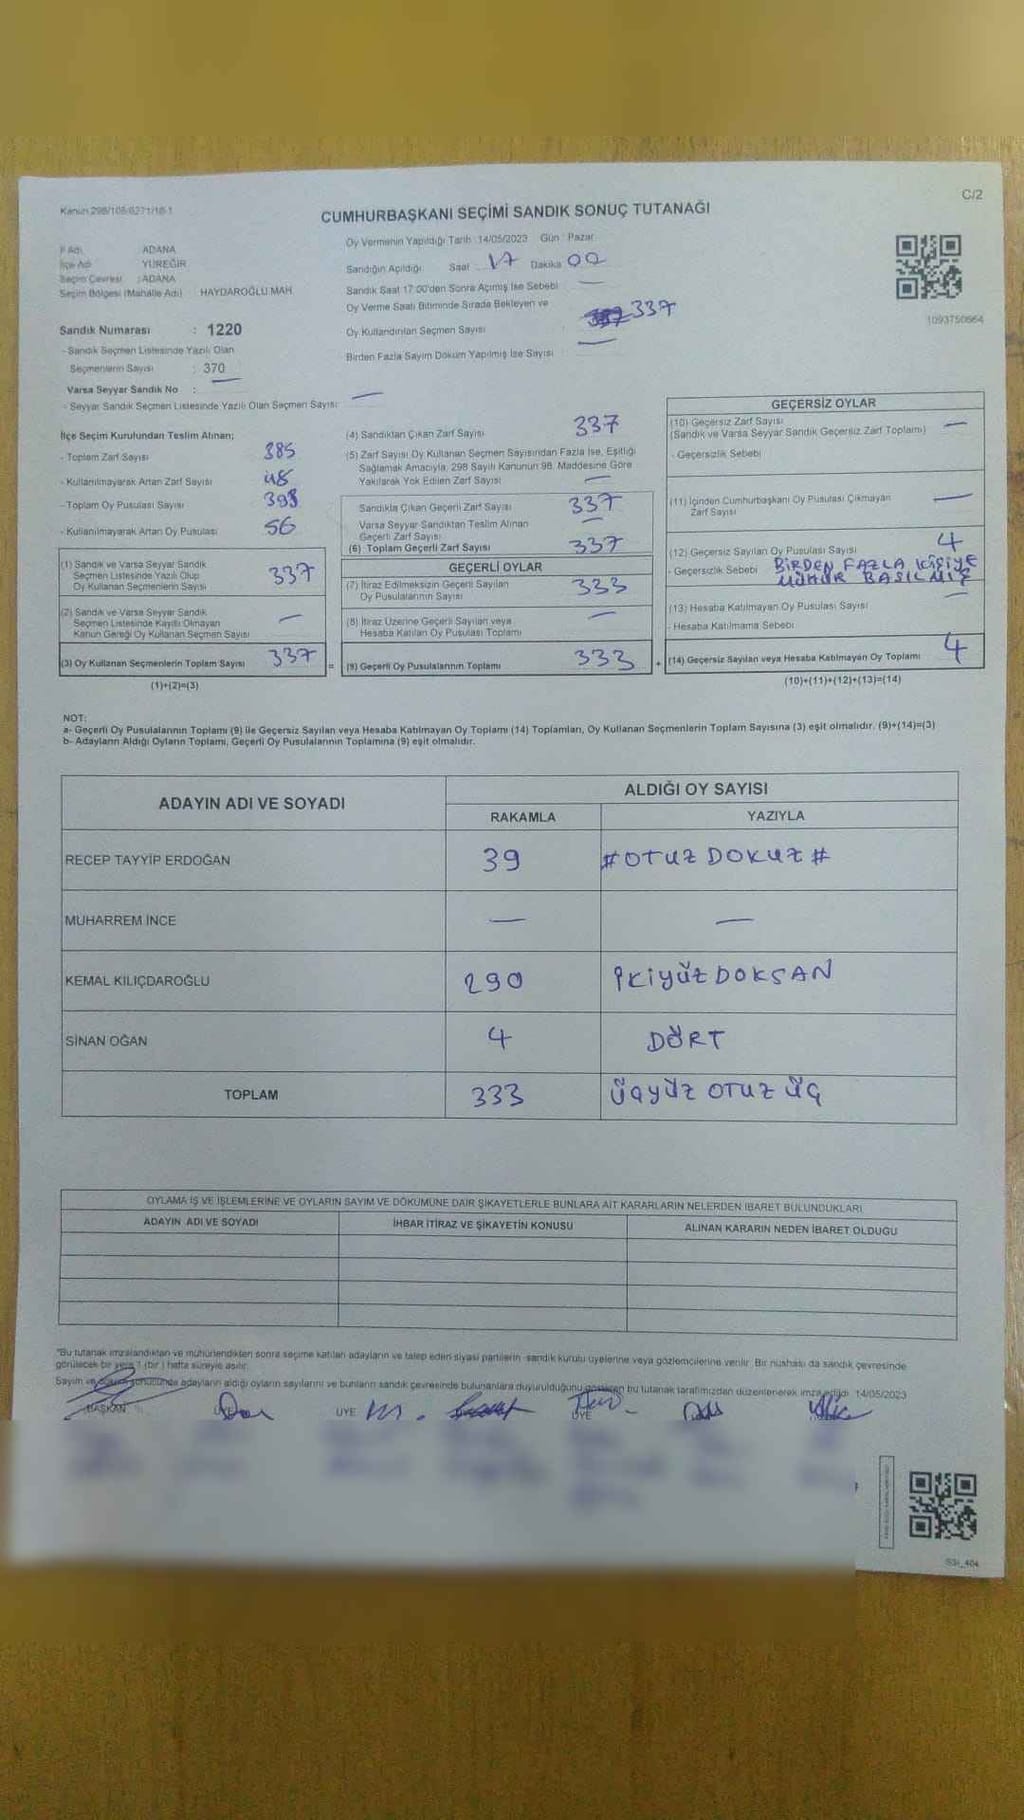 Kanun 298/105-6271/18-1
C/2
CUMHURBAŞKANI SEÇİMİ SANDIK SONUÇ TUTANAĞI
İl Adı ADANA
İlçe Adı YÜREĞİR
Seçim Çevresi : ADANA
Seçim Bölgesi (Mahalle Adı) HAYDAROĞLU MAH.
Sandık Numarası : 1220
- Sandık Seçmen Listesinde Yazılı Olan
Seçmenlerin Sayısı : 370
Varsa Seyyar Sandık No : —
- Seyyar Sandık Seçmen Listesinde Yazılı Olan Seçmen Sayısı: —
Oy Vermenin Yapıldığı Tarih : 14/05/2023 Gün : Pazar
Sandığın Açıldığı Saat : 17 Dakika 00
Sandık Saat 17:00'den Sonra Açımış İse Sebebi —
Oy Verme Saati Bitiminde Sırada Bekleyen ve
Oy Kullandırılan Seçmen Sayısı 337
Birden Fazla Sayım Döküm Yapılmış İse Sayısı —
1093750664
İlçe Seçim Kurulundan Teslim Alınan;
- Toplam Zarf Sayısı 385
- Kullanılmayarak Artan Zarf Sayısı 48
- Toplam Oy Pusulası Sayısı 393
- Kullanılmayarak Artan Oy Pusulası 56
(1) Sandık ve Varsa Seyyar Sandık
Seçmen Listesinde Yazılı Olup
Oy Kullanan Seçmenlerin Sayısı 337
(2) Sandık ve Varsa Seyyar Sandık
Seçmen Listesinde Kayıtlı Olmayan
Kanun Gereği Oy Kullanan Seçmen Sayısı —
(3) Oy Kullanan Seçmenlerin Toplam Sayısı 337 =
(1)+(2)=(3)
(4) Sandıktan Çıkan Zarf Sayısı 337
(5) Zarf Sayısı Oy Kullanan Seçmen Sayısından Fazla İse, Eşitliği
Sağlamak Amacıyla, 298 Sayılı Kanunun 98. Maddesine Göre
Yakılarak Yok Edilen Zarf Sayısı —
Sandıkta Çıkan Geçerli Zarf Sayısı 337
Varsa Seyyar Sandıktan Teslim Alınan
Geçerli Zarf Sayısı —
(6) Toplam Geçerli Zarf Sayısı 337
GEÇERLİ OYLAR
(7) İtiraz Edilmeksizin Geçerli Sayılan
Oy Pusulalarının Sayısı 333
(8) İtiraz Üzerine Geçerli Sayılan veya
Hesaba Katılan Oy Pusulası Toplamı —
(9) Geçerli Oy Pusulalarının Toplamı 333 +
GEÇERSİZ OYLAR
(10) Geçersiz Zarf Sayısı
(Sandık ve Varsa Seyyar Sandık Geçersiz Zarf Toplamı) —
- Geçersizlik Sebebi
(11) İçinden Cumhurbaşkanı Oy Pusulası Çıkmayan
Zarf Sayısı —
(12) Geçersiz Sayılan Oy Pusulası Sayısı 4
- Geçersizlik Sebebi BİRDEN FAZLA KİŞİYE
MÜHÜR BASILMIŞ
(13) Hesaba Katılmayan Oy Pusulası Sayısı —
- Hesaba Katılmama Sebebi
(14) Geçersiz Sayılan veya Hesaba Katılmayan Oy Toplamı 4
(10)+(11)+(12)+(13)=(14)
NOT:
a- Geçerli Oy Pusulalarının Toplamı (9) ile Geçersiz Sayılan veya Hesaba Katılmayan Oy Toplamı (14) Toplamları, Oy Kullanan Seçmenlerin Toplam Sayısına (3) eşit olmalıdır. (9)+(14)=(3)
b- Adayların Aldığı Oyların Toplamı, Geçerli Oy Pusulalarının Toplamına (9) eşit olmalıdır.
ADAYIN ADI VE SOYADI ALDIĞI OY SAYISI
RAKAMLA YAZIYLA
RECEP TAYYİP ERDOĞAN 39 #OTUZ DOKUZ#
MUHARREM İNCE — —
KEMAL KILIÇDAROĞLU 290 İKİYÜZ DOKSAN
SİNAN OĞAN 4 DÖRT
TOPLAM 333 ÜÇYÜZ OTUZ ÜÇ
OYLAMA İŞ VE İŞLEMLERİNE VE OYLARIN SAYIM VE DÖKÜMÜNE DAİR ŞİKAYETLERLE BUNLARA AİT KARARLARIN NELERDEN İBARET BULUNDUKLARI
ADAYIN ADI VE SOYADI İHBAR İTİRAZ VE ŞİKAYETİN KONUSU ALINAN KARARIN NEDEN İBARET OLDUĞU
"Bu tutanak imzalandıktan ve mühürlendikten sonra seçime katılan adayların ve talep eden siyasi partilerin sandık kurulu üyelerine veya gözlemcilerine verilir. Bir nüshası da sandık çevresinde
görülecek bir yere 1 (bir) hafta süreyle asılır.
Sayım ve döküm sonucunda adayların aldığı oyların sayılarını ve bunların sandık çevresinde bulunanlara duyurulduğunu gösteren bu tutanak tarafımızdan düzenlenerek imza edildi. 14/05/2023
BAŞKAN ÜYE ÜYE ÜYE